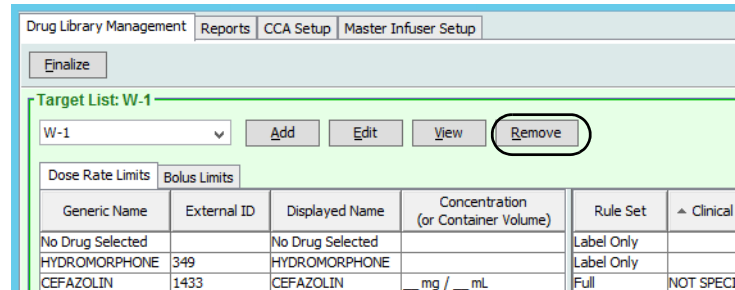 Drug Library Management Reports CCA Setup Master Infuser Setup
Finalize
Target List: W-1
W-1 Add Edit View Remove
Dose Rate Limits Bolus Limits
Generic Name External ID Displayed Name Concentration (or Container Volume) Rule Set Clinical
No Drug Selected No Drug Selected Label Only
HYDROMORPHONE 349 HYDROMORPHONE Label Only
CEFAZOLIN 1433 CEFAZOLIN __ mg / __ mL Full NOT SPECI